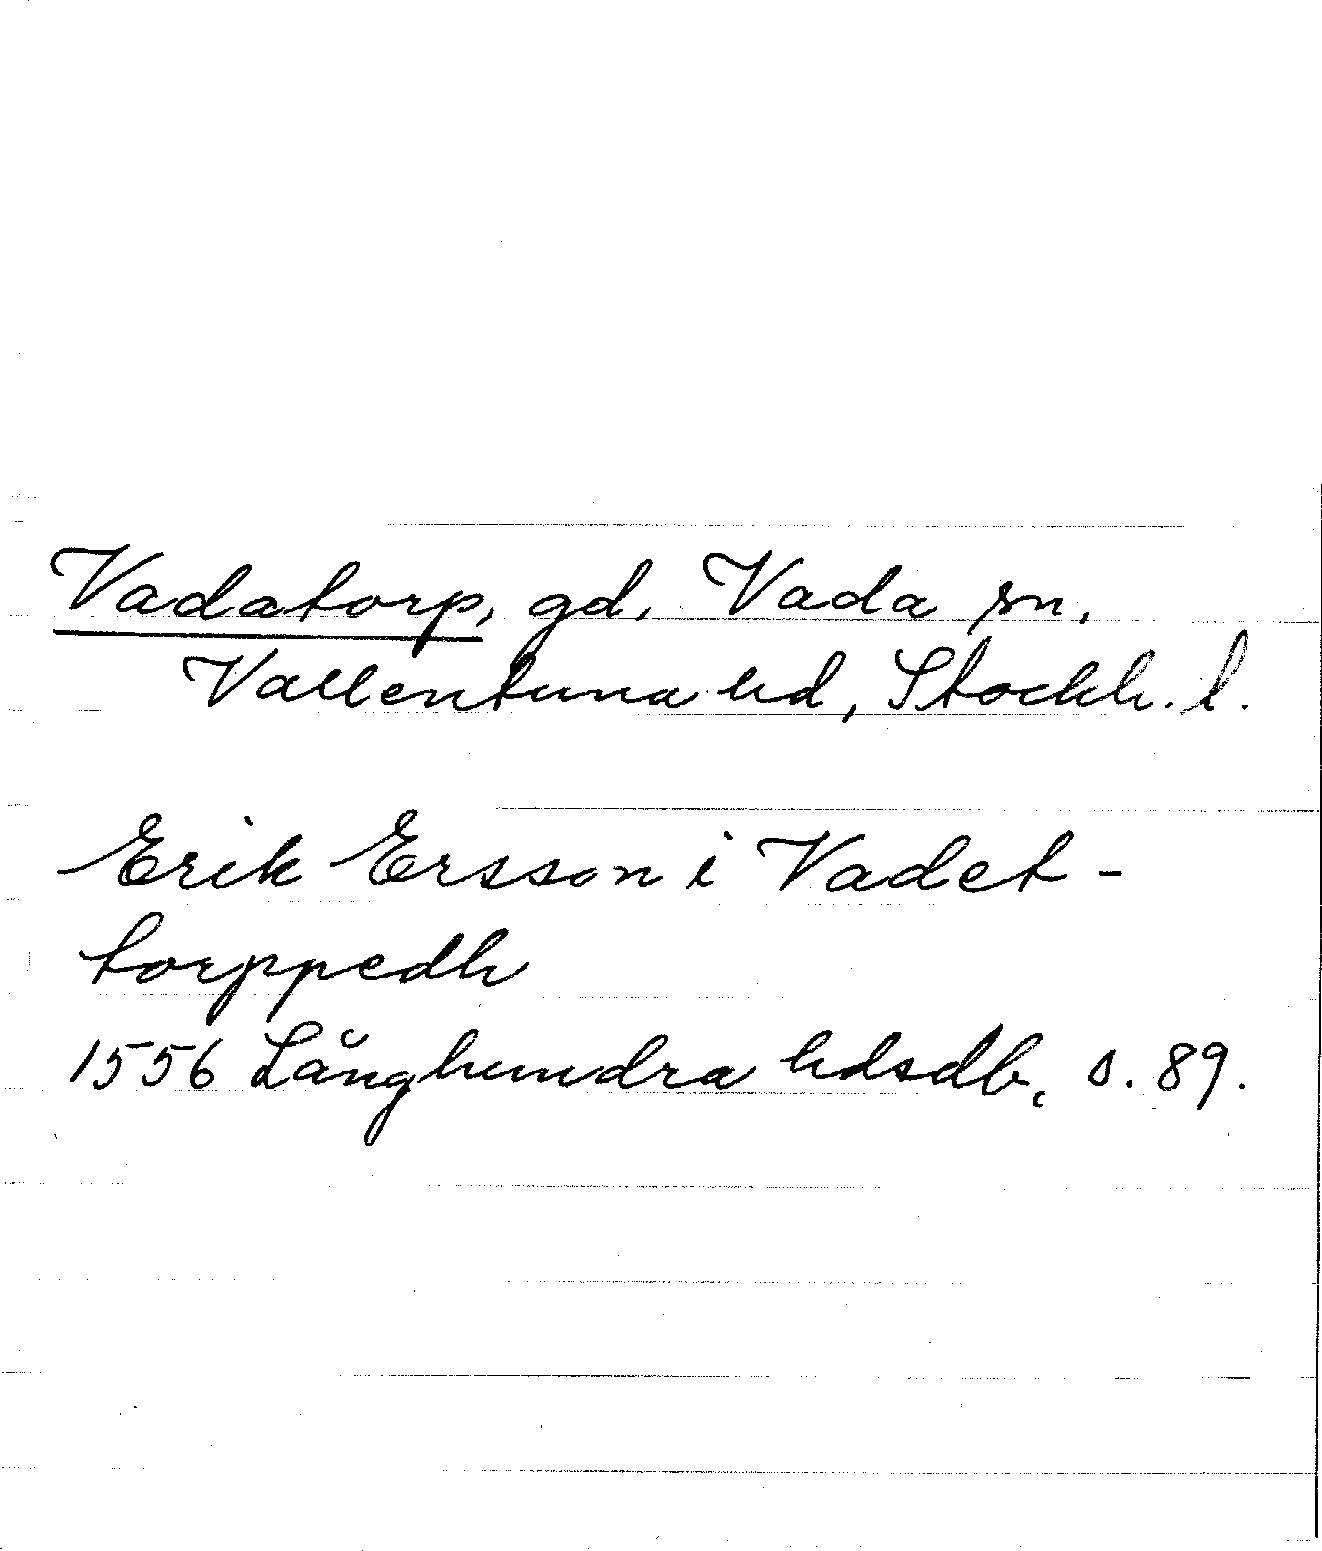 Vadatorp, gd, Vada sn,
Vallentuna hd, Stockh. l.
Erik Ersson i Vadet-
torppedh
1556 Långhundra hdsdb, s. 89.